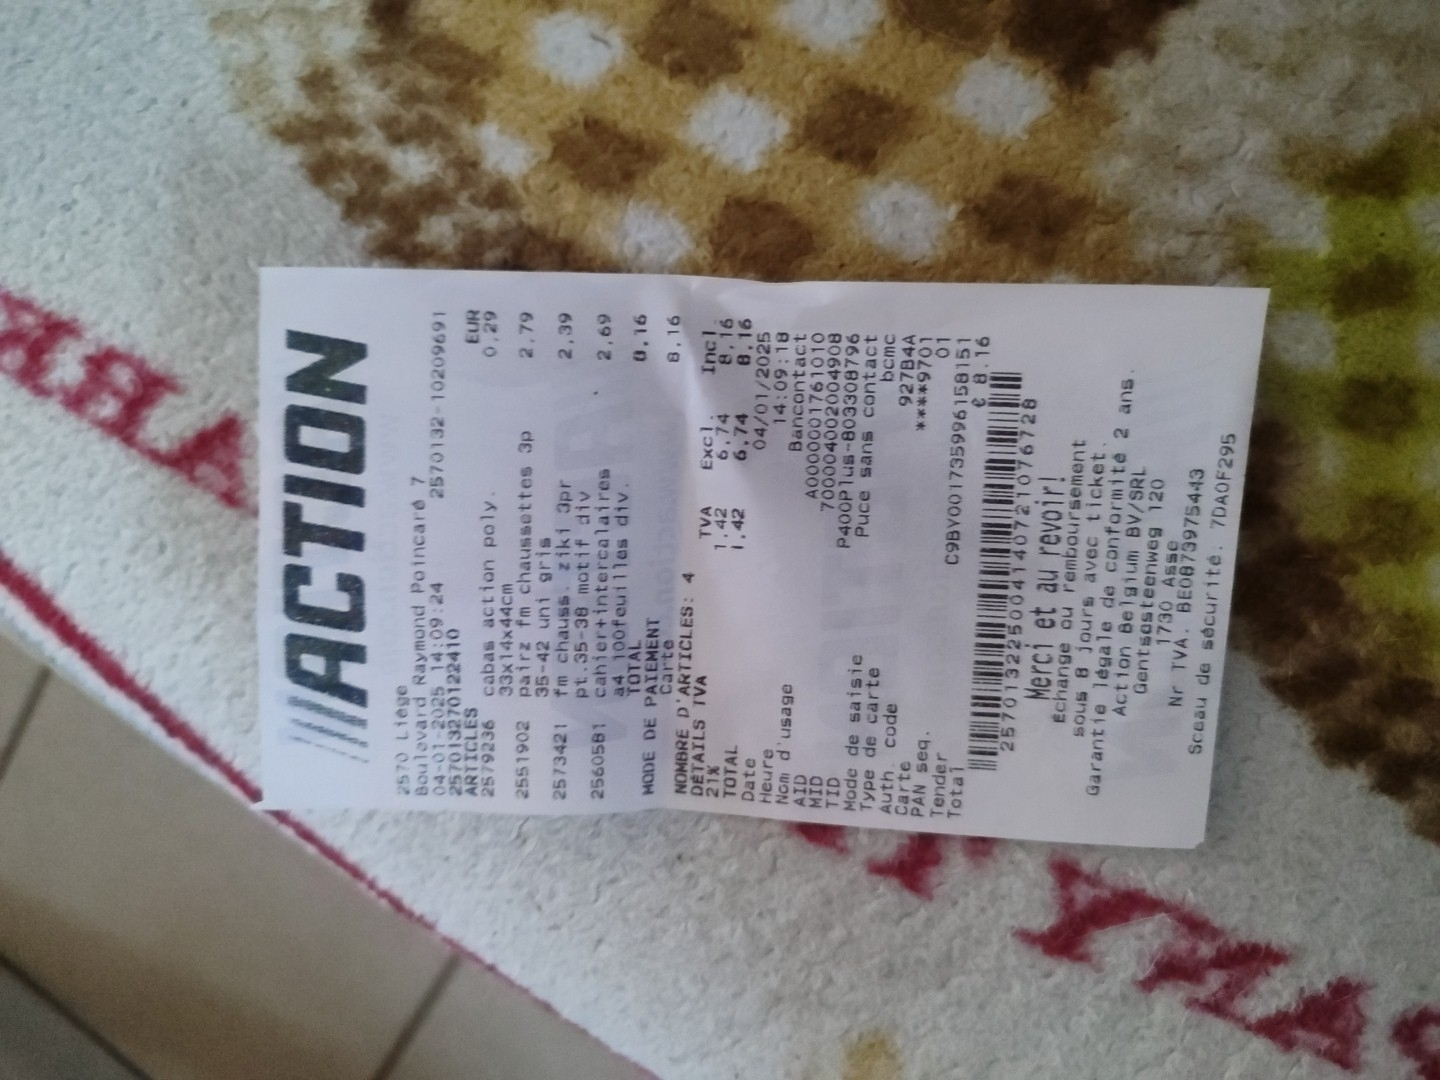 ACTION
2570 Liège
Boulevard Raymond Poincaré 7
04-01-2025 14:09:24 2570132-10209691
257013270122410
ARTICLES EUR
2579236 cabas action poly. 0,29
33x14x44cm
2551902 pairz fm chaussettes 3p 2,79
35-42 uni gris
2573421 fm chauss. ziki 3pr 2,39
pt.35-38 motif div
2560581 cahier+intercalaires 2,69
a4,100feuilles div.
TOTAL 8,16
MODE DE PAIEMENT
Carte 8,16
NOMBRE D'ARTICLES: 4
DÉTAILS TVA TVA Excl. Incl.
21% 1,42 6,74 8,16
TOTAL 1,42 6,74 8,16
Date 04/01/2025
Heure 14:09:18
Nom d'usage Bancontact
AID A0000001761010
MID 700004002004908
TID P400Plus-803308796
Mode de saisie Puce sans contact
Type de carte bcmc
Auth. code 927B4A
Carte ****9701
PAN seq. 01
Tender C9BY001735996158151
Total € 8.16
2570132250041407210776728
Merci et au revoir!
Échange ou remboursement
sous 8 jours avec ticket.
Garantie légale de conformité 2 ans.
Action Belgium BV/SRL
Gentsesteenweg 120
1730 Asse
Nr TVA. BE0873975443
Sceau de sécurité. 7DA0F295